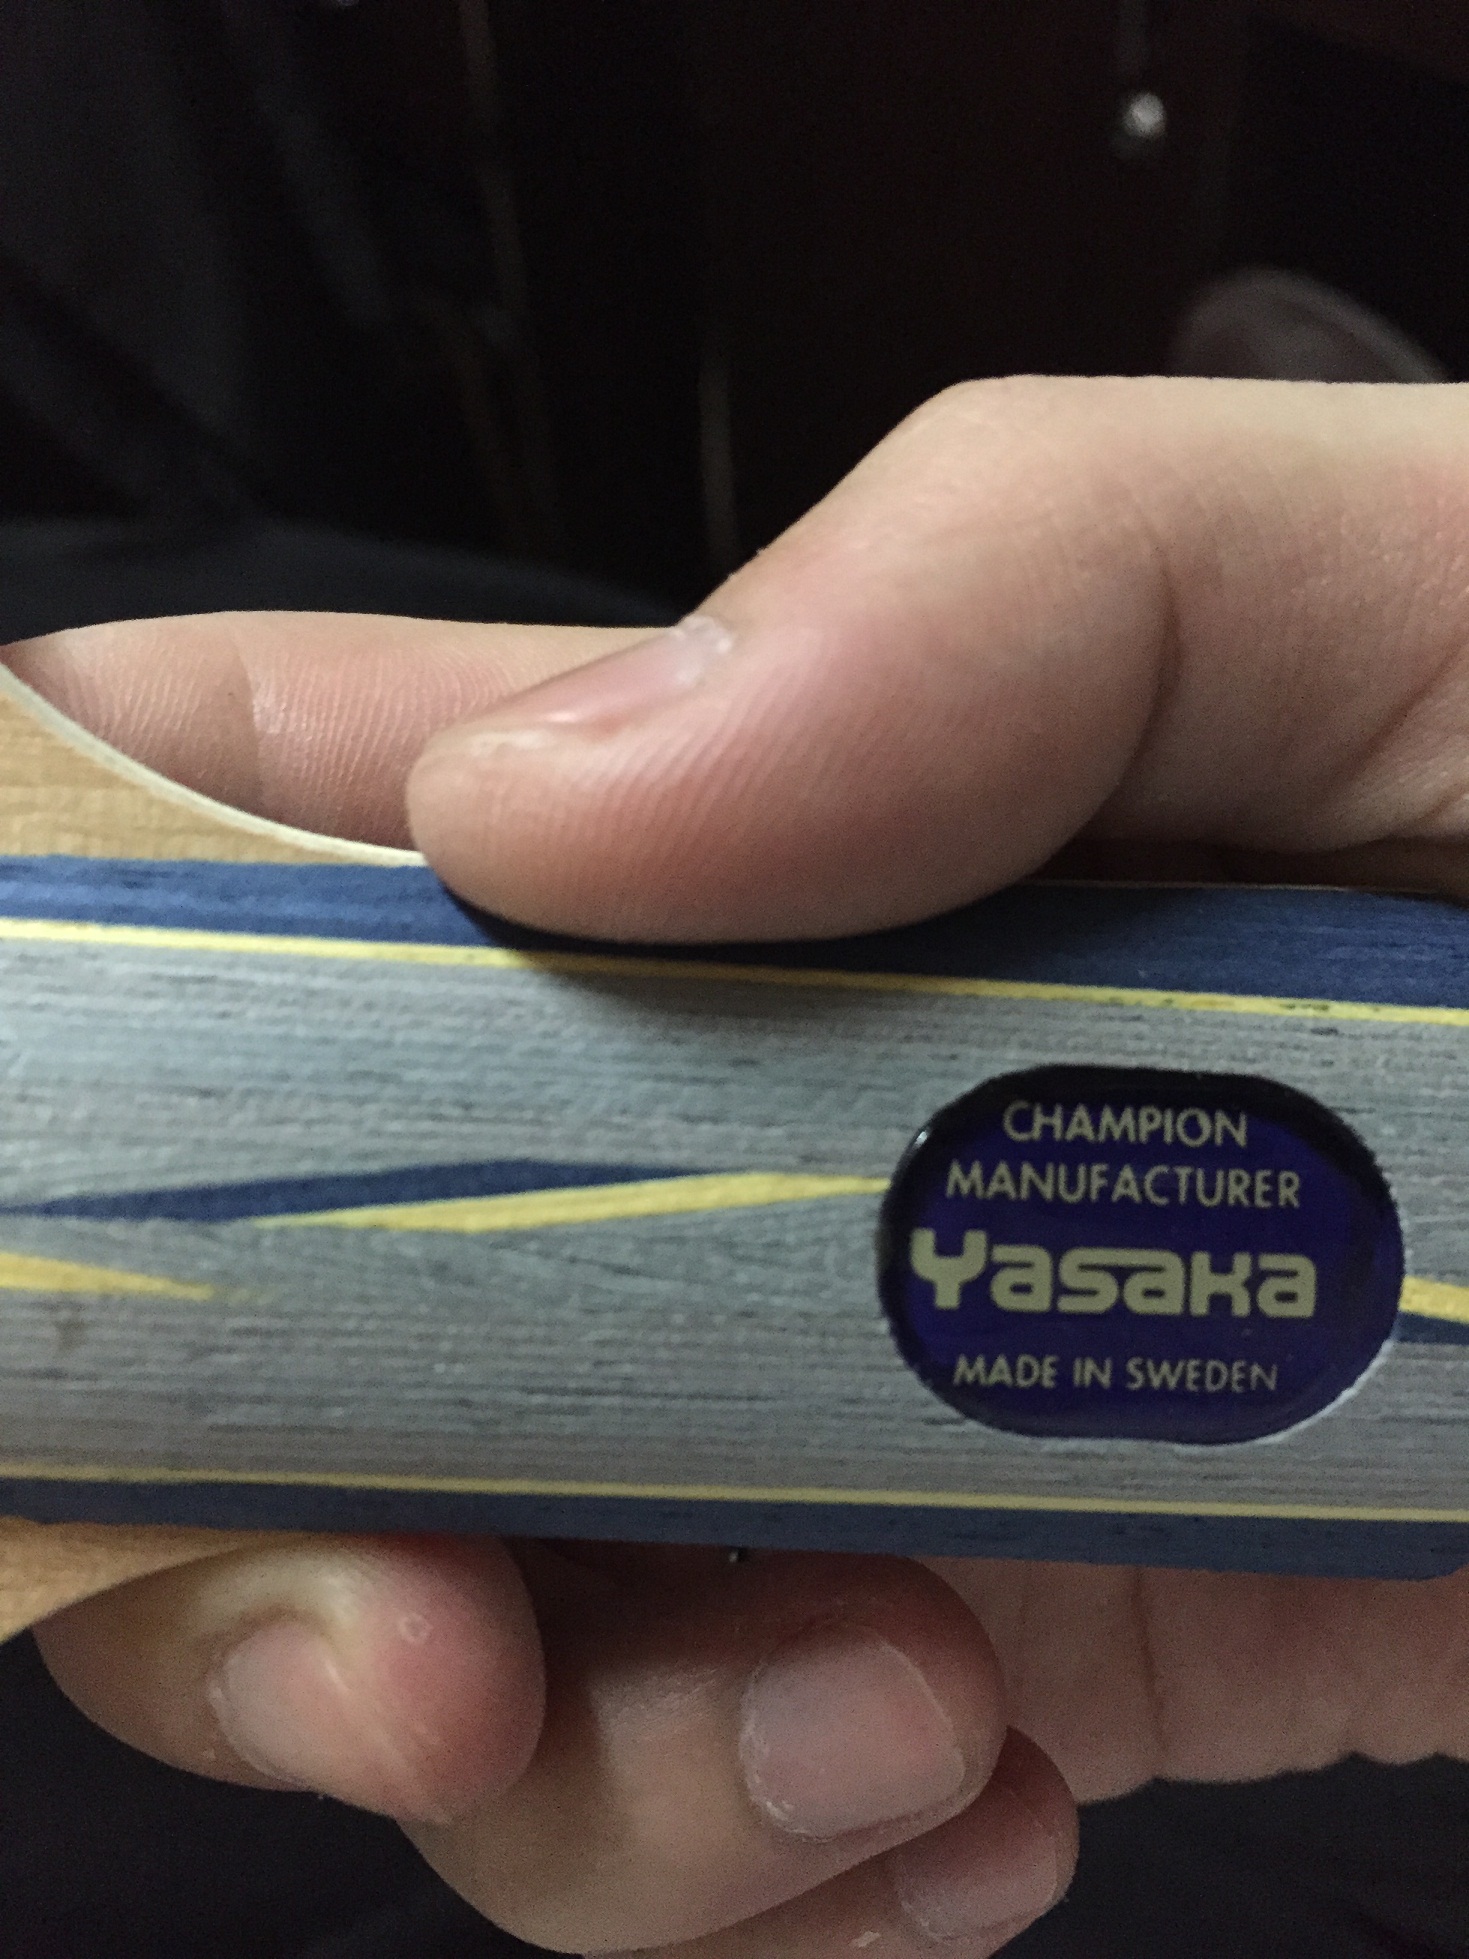 CHAMPION
MANUFACTURER
Yasaka
MADE IN SWEDEN